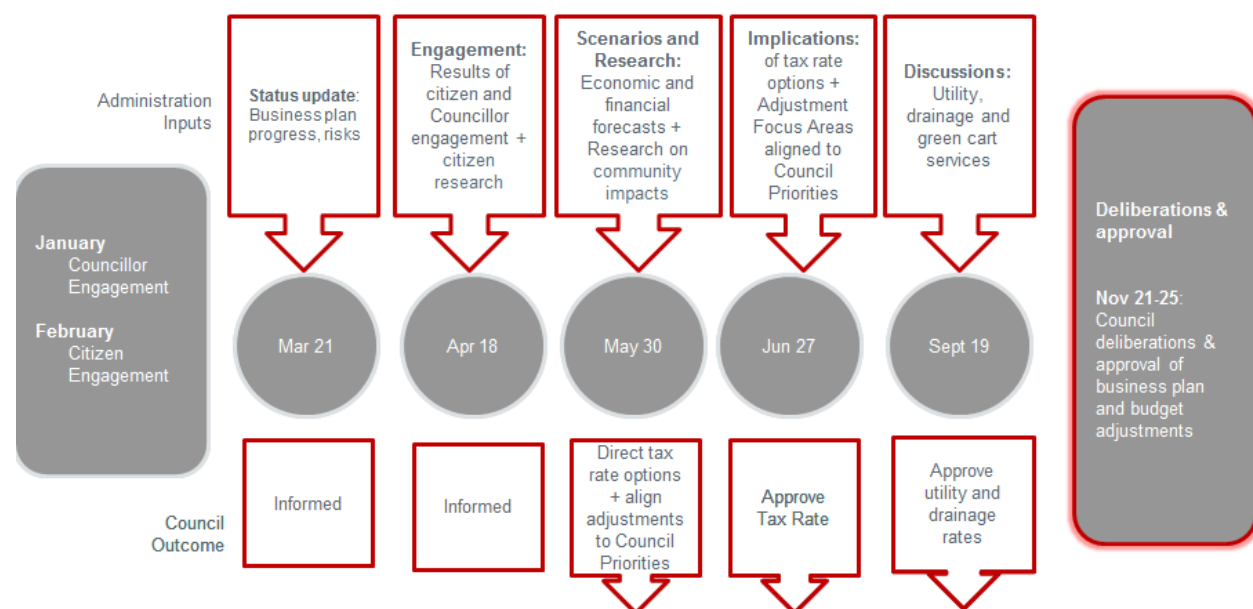 Administration
Inputs
Status update:
Business plan
progress, risks
Engagement:
Results of
citizen and
Councillor
engagement +
citizen
research
Scenarios and
Research:
Economic and
financial
forecasts +
Research on
community
impacts
Implications:
of tax rate
options +
Adjustment
Focus Areas
aligned to
Council
Priorities
Discussions:
Utility,
drainage and
green cart
services
January
Councillor
Engagement
February
Citizen
Engagement
Mar 21
Apr 18
May 30
Jun 27
Sept 19
Deliberations &
approval
Nov 21-25:
Council
deliberations &
approval of
business plan
and budget
adjustments
Council
Outcome
Informed
Informed
Direct tax
rate options
+ align
adjustments
to Council
Priorities
Approve
Tax Rate
Approve
utility and
drainage
rates